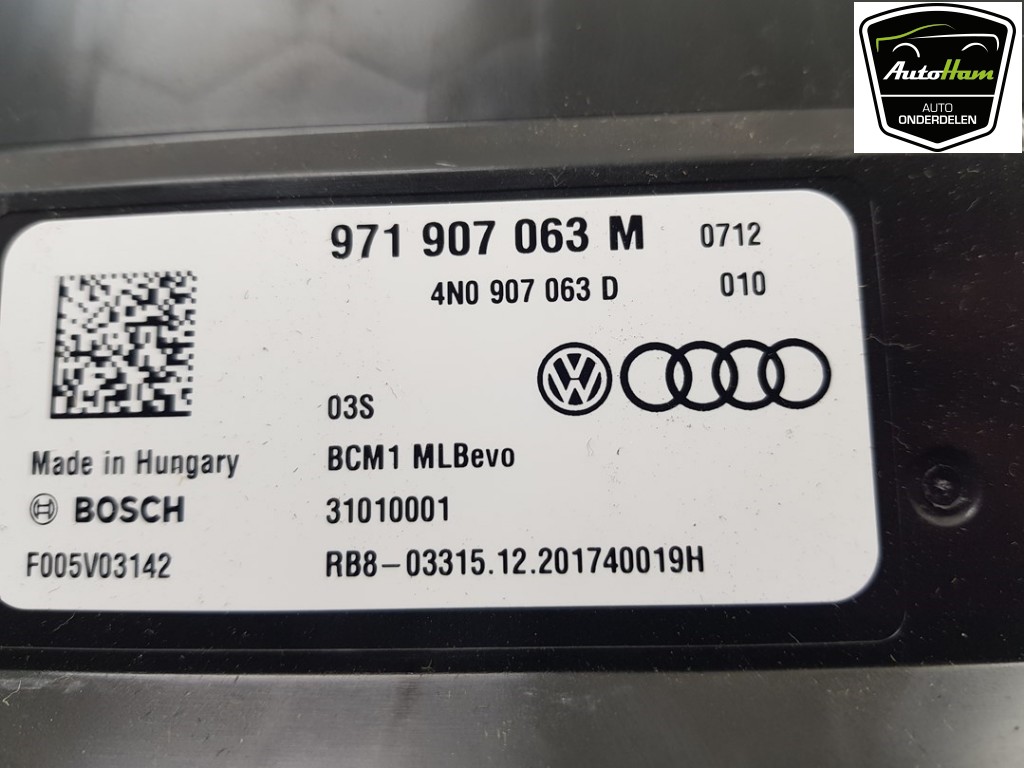 AutoHam
AUTO
ONDERDELEN
971 907 063 M 0712
4N0 907 063 D 010
03S
Made in Hungary BCM1 MLBevo
BOSCH 31010001
F005V03142 RB8-03315.12.201740019H